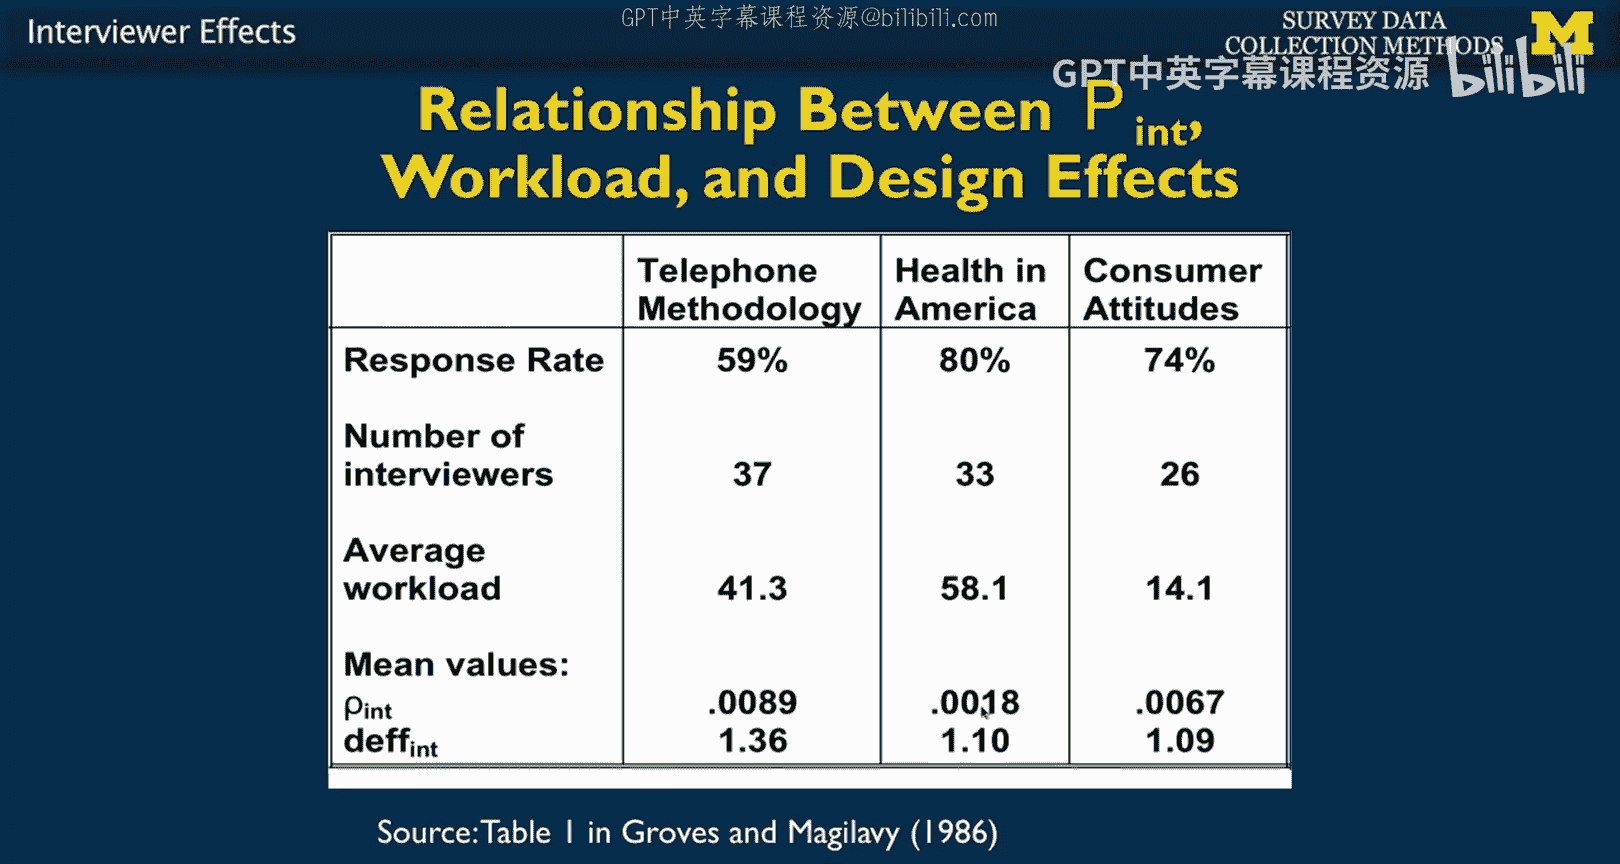 Interviewer Effects
GPT中英字幕课程资源@bilibili.com
SURVEY DATA
COLLECTION METHODS
M
GPT中英字幕课程资源 bilibili
Relationship Between Ρint,
Workload, and Design Effects
Telephone Methodology Health in America Consumer Attitudes
Response Rate 59% 80% 74%
Number of
interviewers 37 33 26
Average
workload 41.3 58.1 14.1
Mean values:
ρint .0089 .0018 .0067
deffint 1.36 1.10 1.09
Source: Table 1 in Groves and Magilavy (1986)